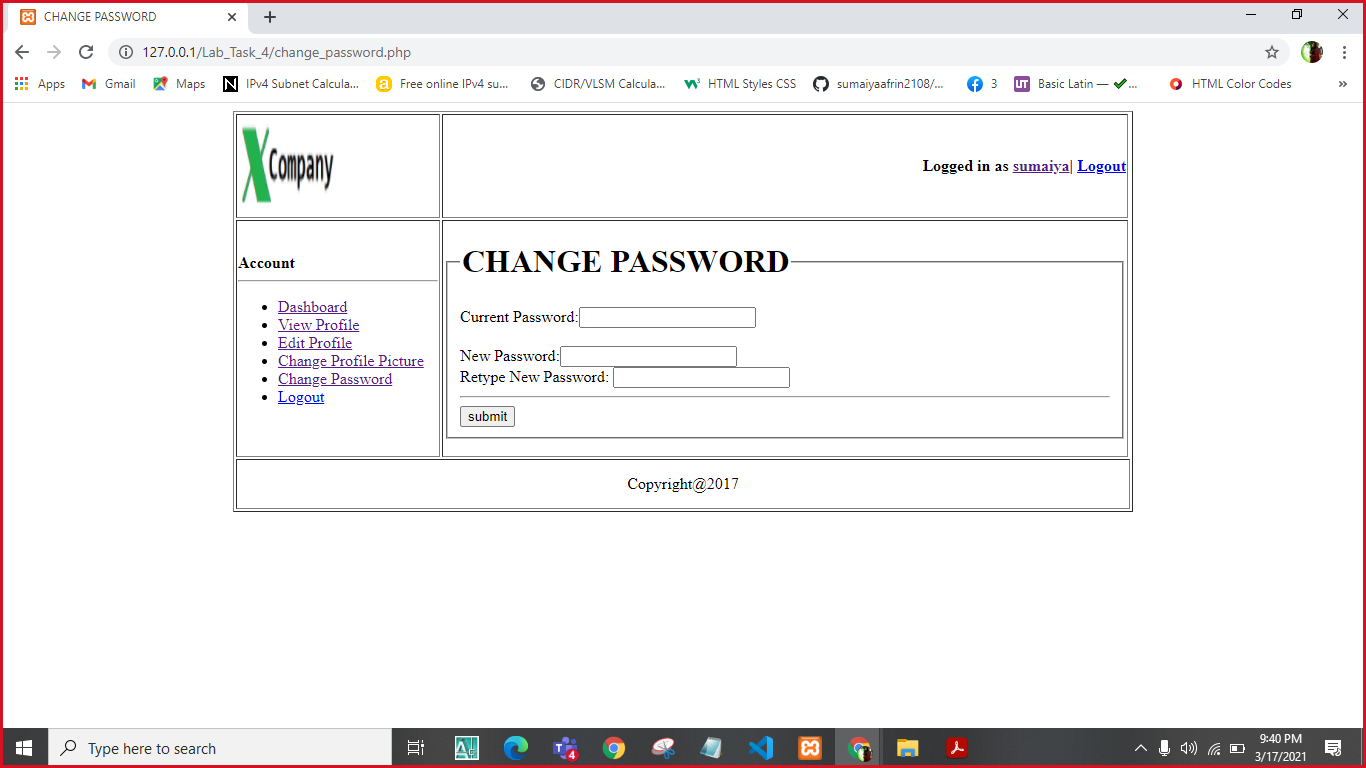 CHANGE PASSWORD
127.0.0.1/Lab_Task_4/change_password.php
Apps Gmail Maps IPv4 Subnet Calcula... Free online IPv4 su... CIDR/VLSM Calcula... HTML Styles CSS sumaiyaafrin2108/... 3 Basic Latin — ✔... HTML Color Codes »
X Company
Logged in as sumaiya| Logout
Account
Dashboard
View Profile
Edit Profile
Change Profile Picture
Change Password
Logout
CHANGE PASSWORD
Current Password:
New Password:
Retype New Password:
submit
Copyright@2017
Type here to search
4
9:40 PM
3/17/2021